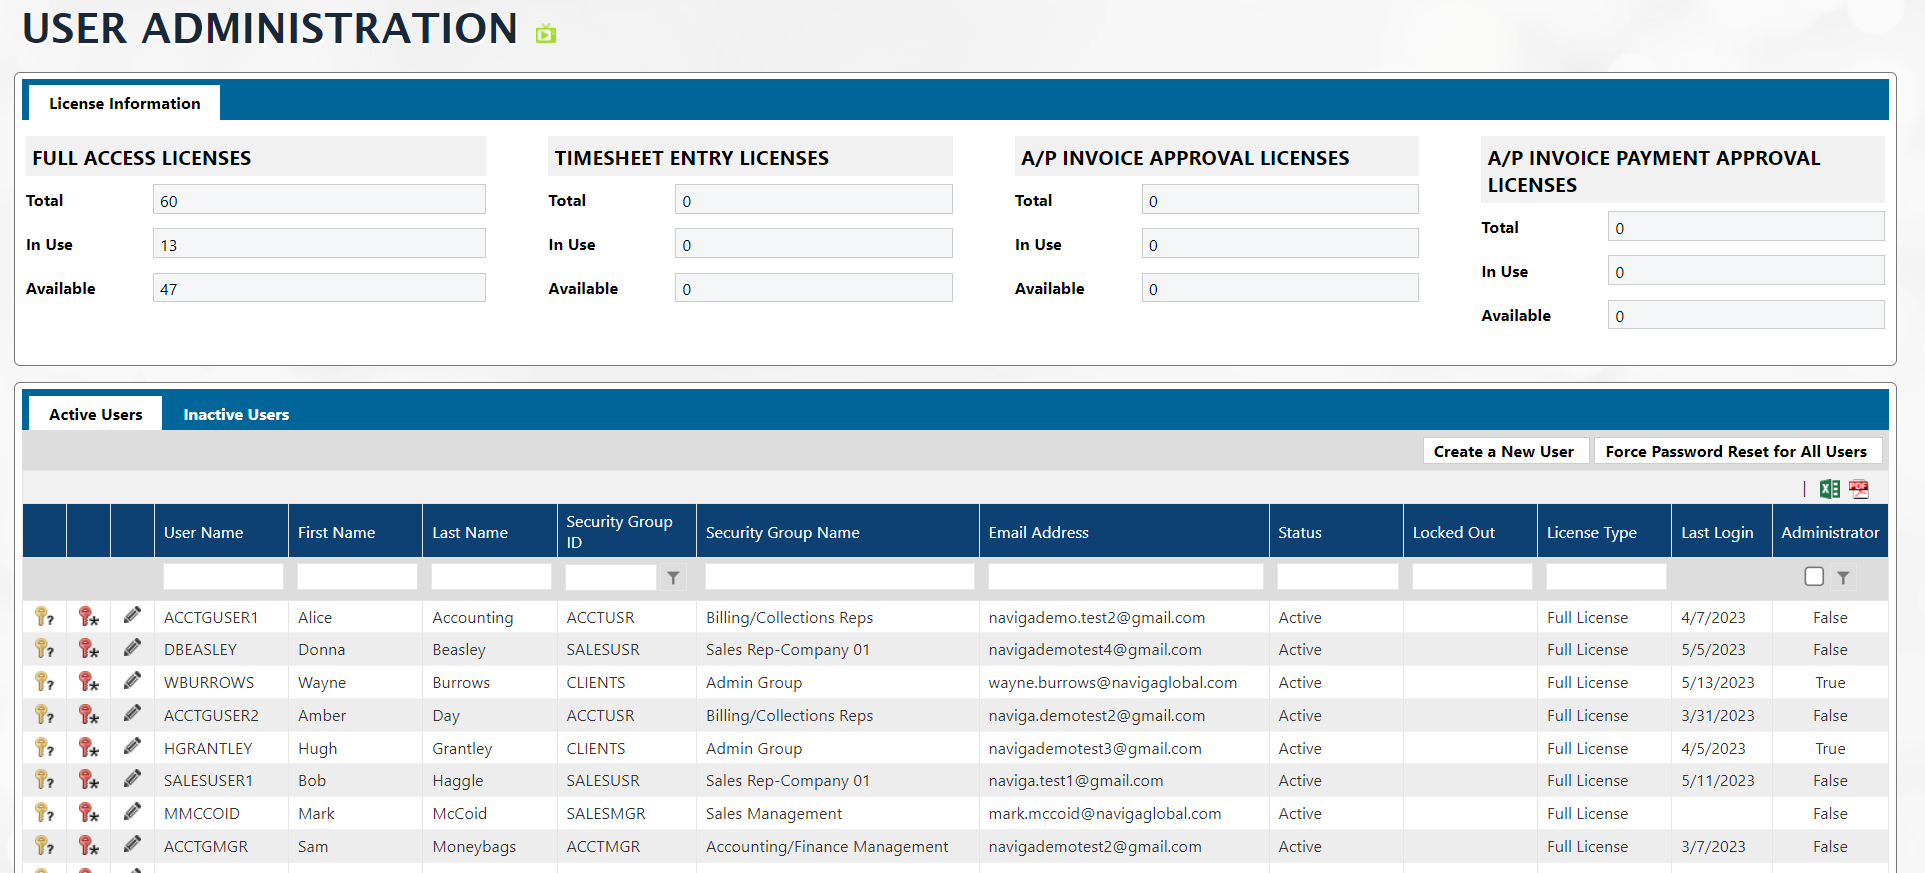 USER ADMINISTRATION
License Information
FULL ACCESS LICENSES
Total 60
In Use 13
Available 47
TIMESHEET ENTRY LICENSES
Total 0
In Use 0
Available 0
A/P INVOICE APPROVAL LICENSES
Total 0
In Use 0
Available 0
A/P INVOICE PAYMENT APPROVAL
LICENSES
Total 0
In Use 0
Available 0
Active Users Inactive Users
Create a New User Force Password Reset for All Users
PDF
User Name First Name Last Name Security Group ID Security Group Name Email Address Status Locked Out License Type Last Login Administrator
ACCTGUSER1 Alice Accounting ACCTUSR Billing/Collections Reps navigademo.test2@gmail.com Active Full License 4/7/2023 False
DBEASLEY Donna Beasley SALESUSR Sales Rep-Company 01 navigademotest4@gmail.com Active Full License 5/5/2023 False
WBURROWS Wayne Burrows CLIENTS Admin Group wayne.burrows@navigaglobal.com Active Full License 5/13/2023 True
ACCTGUSER2 Amber Day ACCTUSR Billing/Collections Reps naviga.demotest2@gmail.com Active Full License 3/31/2023 False
HGRANTLEY Hugh Grantley CLIENTS Admin Group navigademotest3@gmail.com Active Full License 4/5/2023 True
SALESUSER1 Bob Haggle SALESUSR Sales Rep-Company 01 naviga.test1@gmail.com Active Full License 5/11/2023 False
MMCCOID Mark McCoid SALESMGR Sales Management mark.mccoid@navigaglobal.com Active Full License False
ACCTGMGR Sam Moneybags ACCTMGR Accounting/Finance Management navigademotest2@gmail.com Active Full License 3/7/2023 False